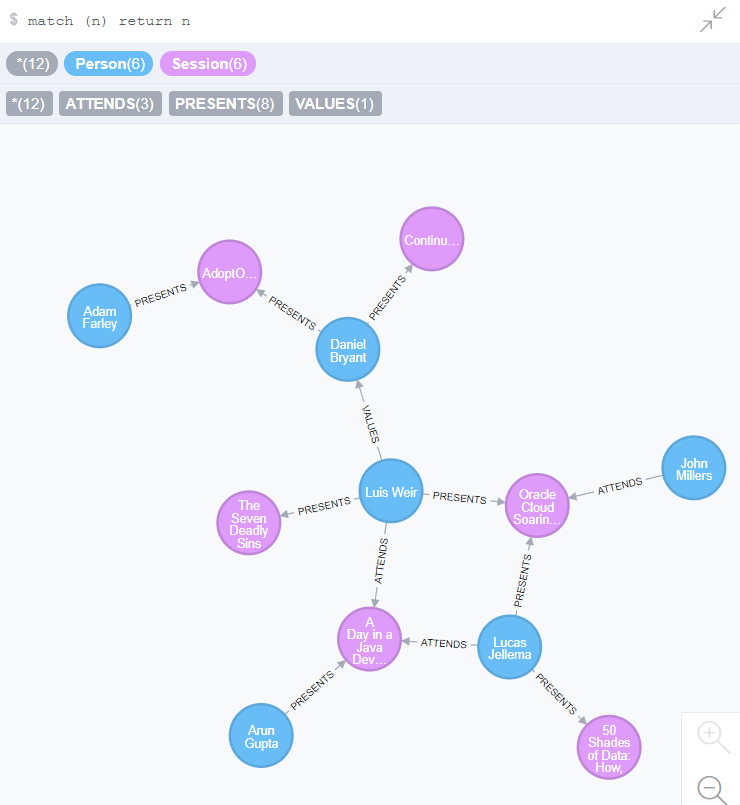 $ match (n) return n
*(12) Person(6) Session(6)
*(12) ATTENDS(3) PRESENTS(8) VALUES(1)
Continu...
AdoptO...
PRESENTS
Adam
Farley
PRESENTS
PRESENTS
Daniel
Bryant
VALUES
John
Millers
ATTENDS
Luis Weir
PRESENTS
Oracle
Cloud
Soarin...
The
Seven
Deadly
Sins
PRESENTS
ATTENDS
PRESENTS
A
Day in a
Java
Dev...
ATTENDS
Lucas
Jellema
PRESENTS
PRESENTS
Arun
Gupta
50
Shades
of Data:
How,